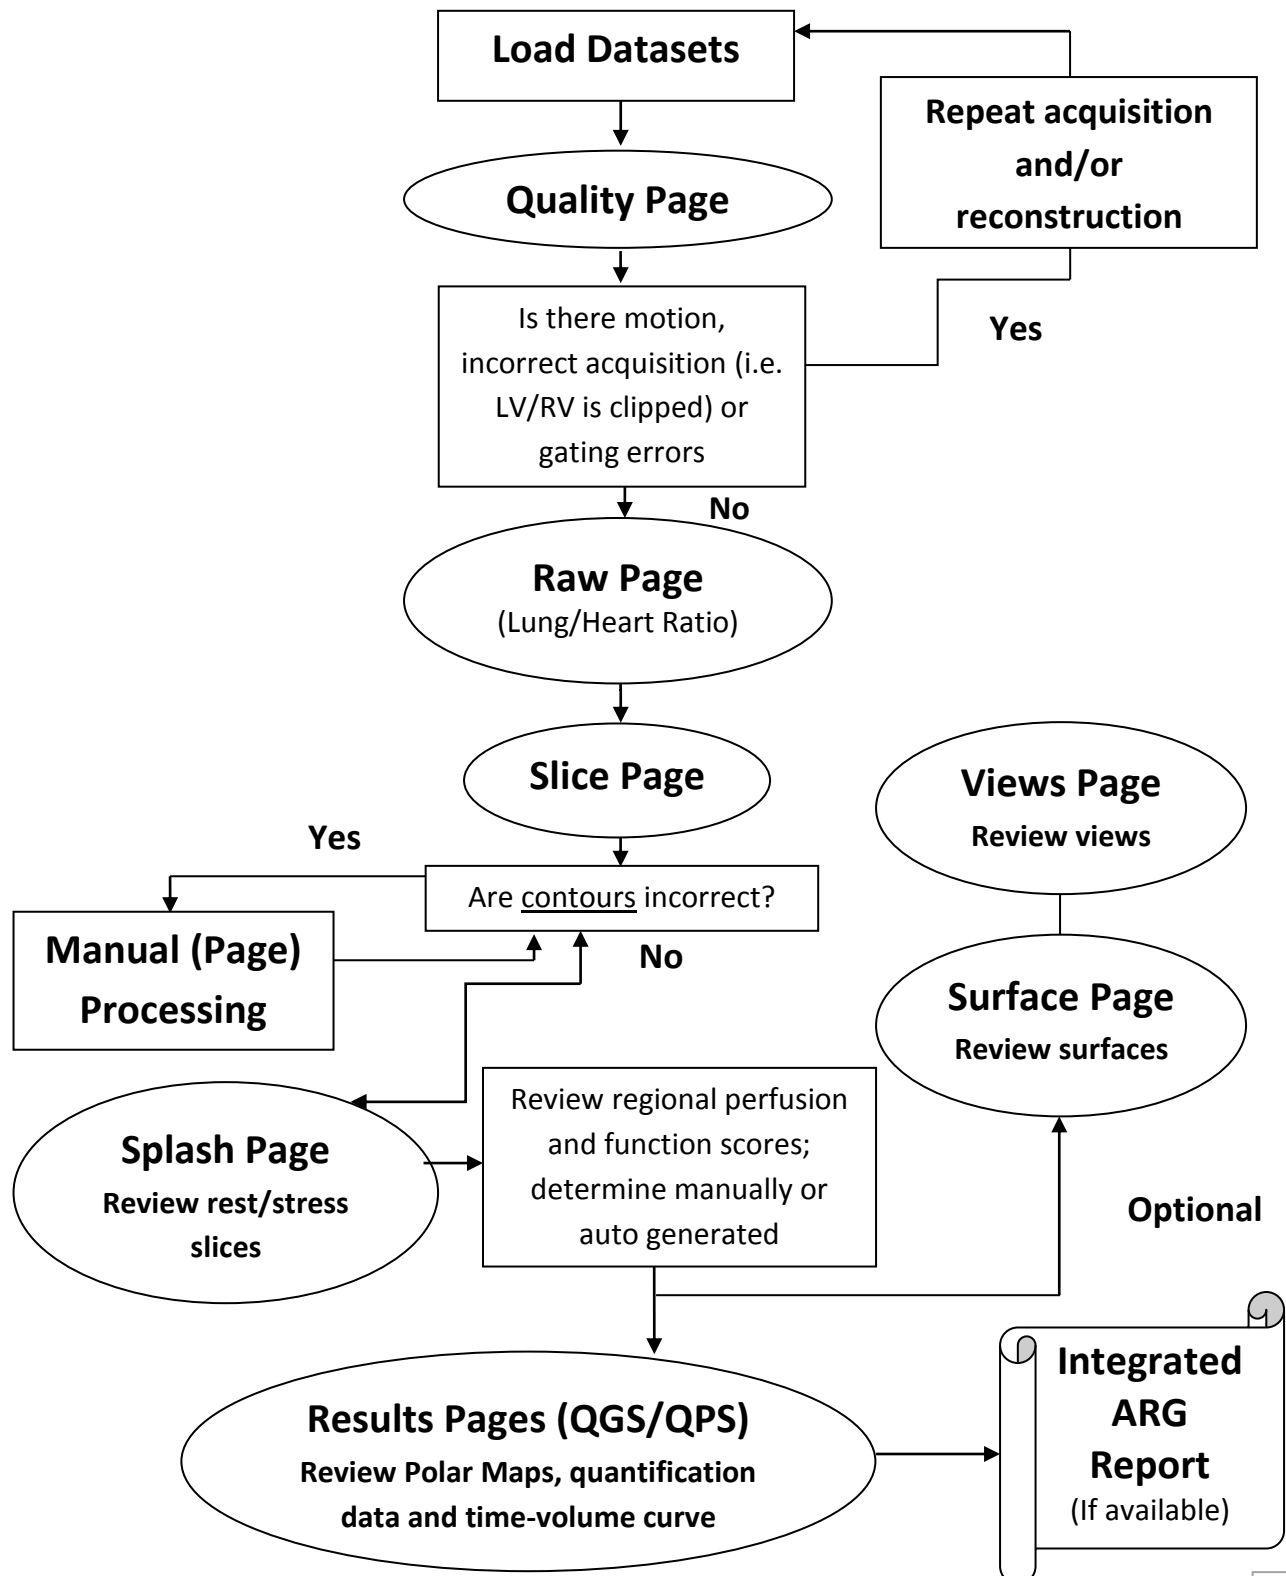 Load Datasets
Repeat acquisition
and/or
reconstruction
Quality Page
Is there motion,
incorrect acquisition (i.e.
LV/RV is clipped) or
gating errors
Yes
No
Raw Page
(Lung/Heart Ratio)
Slice Page
Views Page
Review views
Yes
Are contours incorrect?
Manual (Page)
Processing
No
Surface Page
Review surfaces
Splash Page
Review rest/stress
slices
Review regional perfusion
and function scores;
determine manually or
auto generated
Optional
Results Pages (QGS/QPS)
Review Polar Maps, quantification
data and time-volume curve
Integrated
ARG
Report
(If available)